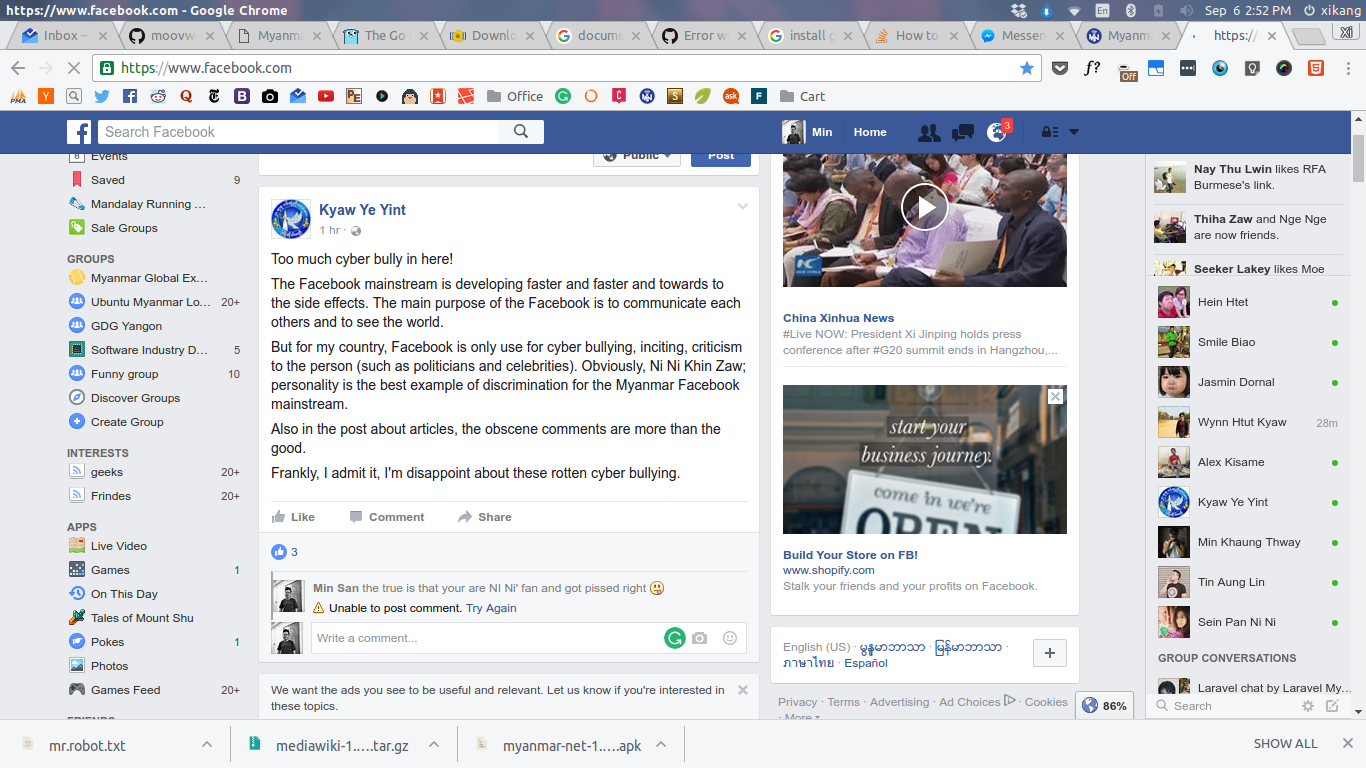 https://www.facebook.com - Google Chrome
En
Sep 6 2:52 PM
xikang
Inbox –
moovw
Myanma
The Go
Downlo
docume
Error w
install g
How to
Messen
Myanm
https:/
Xi
https://www.facebook.com
f?
Off
PMA
Office
ask
F
Cart
Search Facebook
Min
Home
3
Events
Saved 9
Mandalay Running ...
Sale Groups
GROUPS
Myanmar Global Ex...
Ubuntu Myanmar Lo... 20+
GDG Yangon
Software Industry D... 5
Funny group 10
Discover Groups
Create Group
INTERESTS
geeks 20+
Frindes 20+
APPS
Live Video
Games 1
On This Day
Tales of Mount Shu
Pokes 1
Photos
Games Feed 20+
FRIENDS
Public
Post
Kyaw Ye Yint
1 hr ·
Too much cyber bully in here!
The Facebook mainstream is developing faster and faster and towards to
the side effects. The main purpose of the Facebook is to communicate each
others and to see the world.
But for my country, Facebook is only use for cyber bullying, inciting, criticism
to the person (such as politicians and celebrities). Obviously, Ni Ni Khin Zaw;
personality is the best example of discrimination for the Myanmar Facebook
mainstream.
Also in the post about articles, the obscene comments are more than the
good.
Frankly, I admit it, I'm disappoint about these rotten cyber bullying.
Like Comment Share
3
Min San the true is that your are NI Ni' fan and got pissed right
Unable to post comment. Try Again
Write a comment...
We want the ads you see to be useful and relevant. Let us know if you're interested in
these topics.
China Xinhua News
#Live NOW: President Xi Jinping holds press
conference after #G20 summit ends in Hangzhou,...
start your
business journey.
come in we're
OPEN
Build Your Store on FB!
www.shopify.com
Stalk your friends and your profits on Facebook.
English (US) · မြန်မာဘာသာ ·
ภาษาไทย · Español
Privacy · Terms · Advertising · Ad Choices · Cookies
· More
Nay Thu Lwin likes RFA
Burmese's link.
Thiha Zaw and Nge Nge
are now friends.
Seeker Lakey likes Moe
Hein Htet
Smile Biao
Jasmin Dornal
Wynn Htut Kyaw 28m
Alex Kisame
Kyaw Ye Yint
Min Khaung Thway
Tin Aung Lin
Sein Pan Ni Ni
GROUP CONVERSATIONS
Laravel chat by Laravel My...
Search
86%
mr.robot.txt
mediawiki-1.....tar.gz
myanmar-net-1.....apk
SHOW ALL